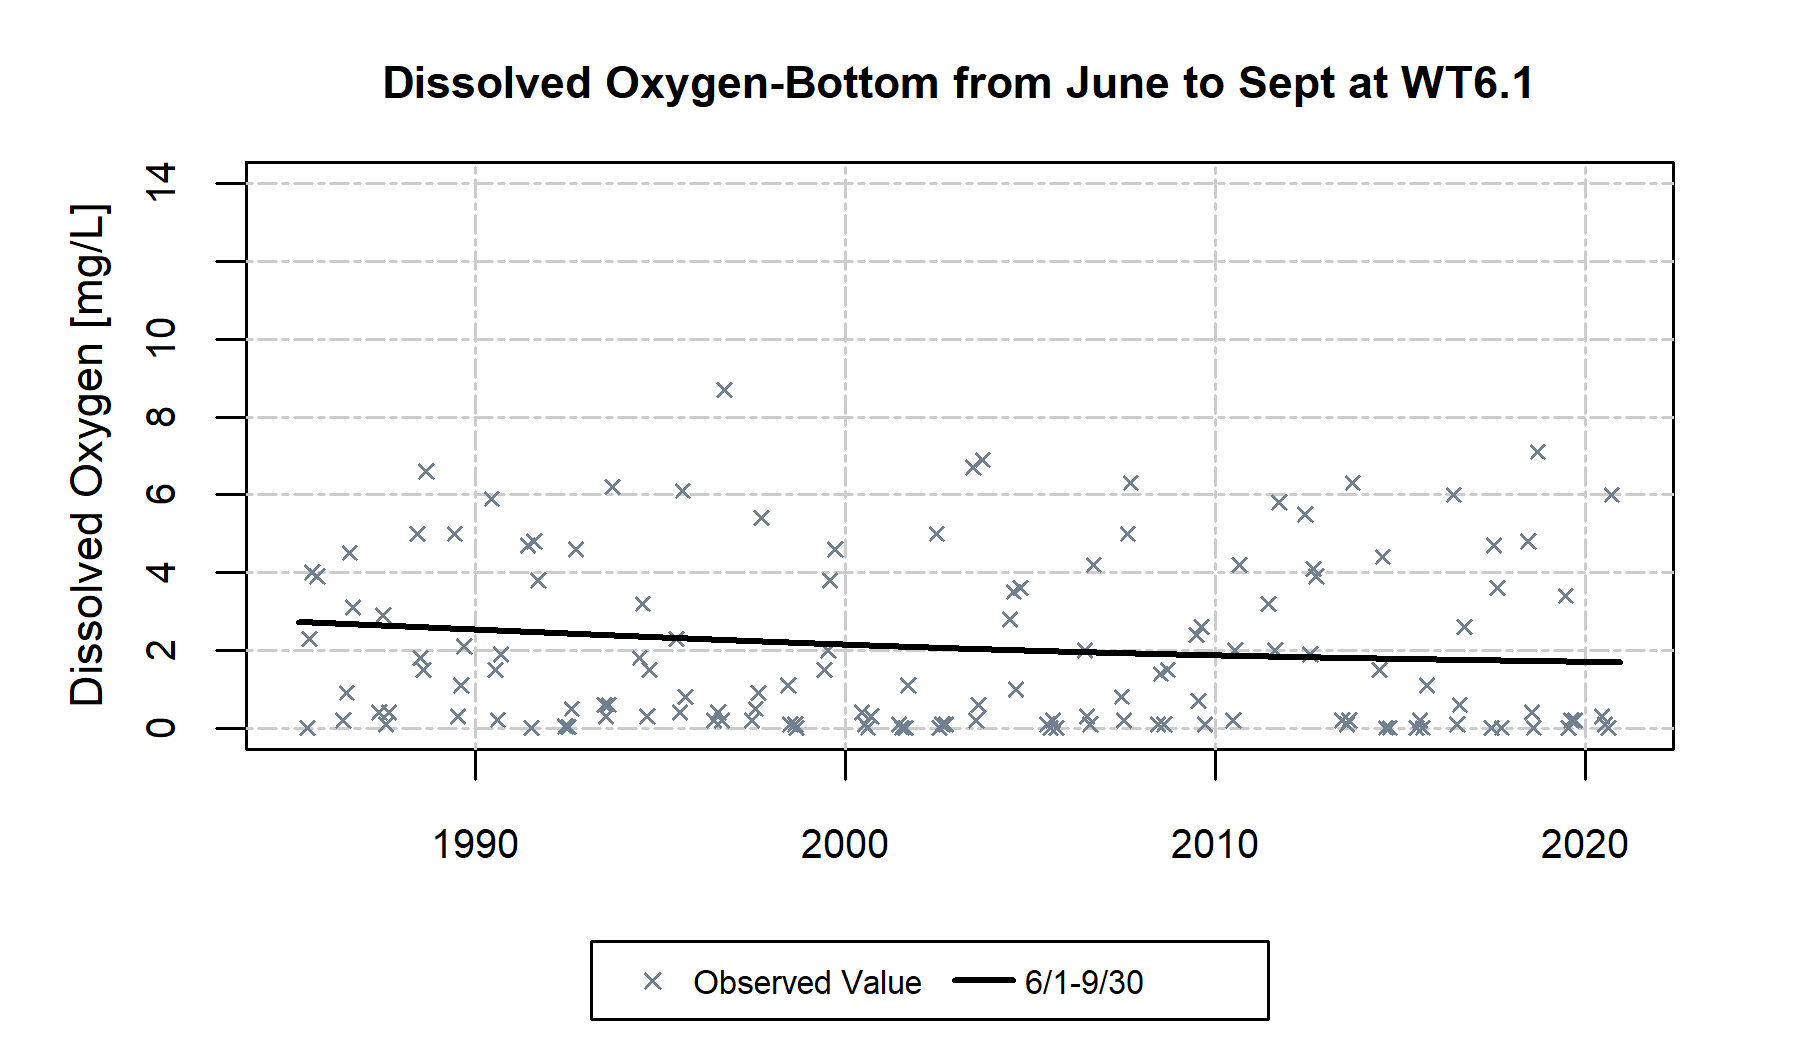 Dissolved Oxygen-Bottom from June to Sept at WT6.1
Dissolved Oxygen [mg/L]
14
10
8
6
4
2
0
1990 2000 2010 2020
Observed Value 6/1-9/30